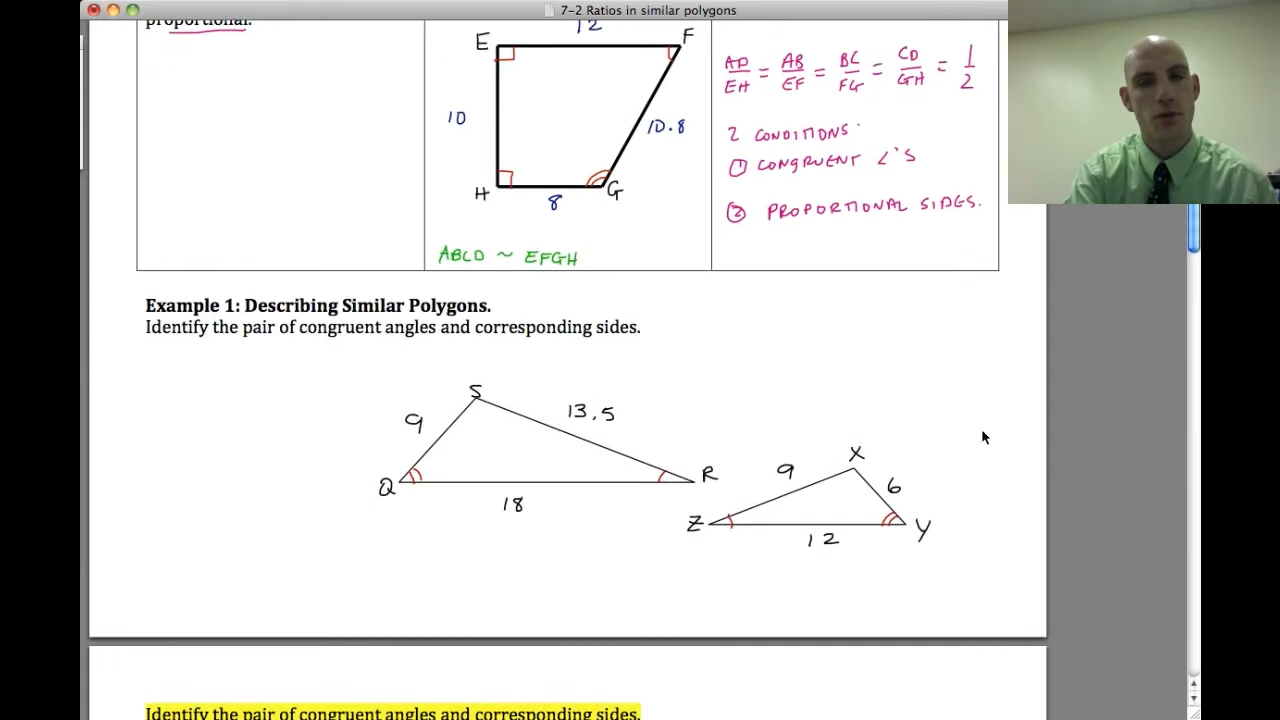 7-2 Ratios in similar polygons
proportional.
12
E
F
10
10.8
H
8
G
ABCD ~ EFGH
AD/EH = AB/EF = BC/FG = CD/GH = 1/2
2 CONDITIONS
① CONGRUENT ∠'S
② PROPORTIONAL SIDES.
Example 1: Describing Similar Polygons.
Identify the pair of congruent angles and corresponding sides.
S
9
13.5
Q
R
18
X
9
6
Z
Y
12
Identify the pair of congruent angles and corresponding sides.